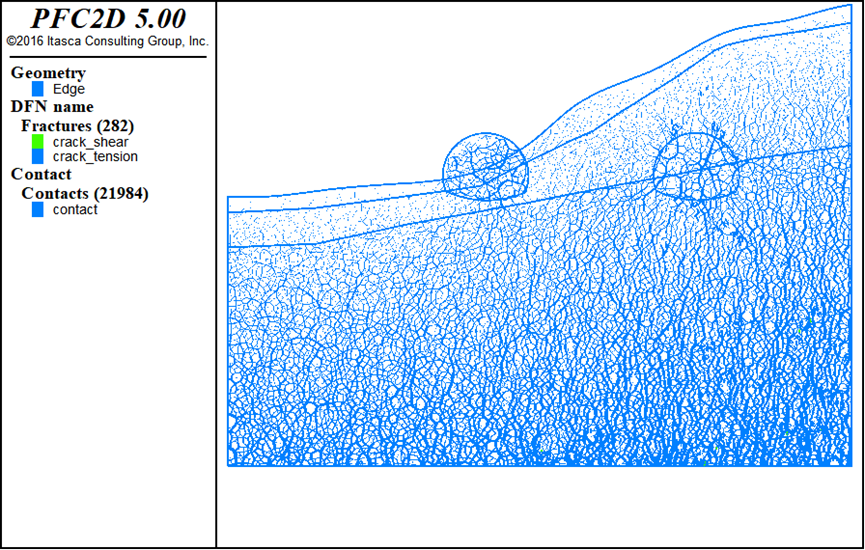 PFC2D 5.00
©2016 Itasca Consulting Group, Inc.
Geometry
Edge
DFN name
Fractures (282)
crack_shear
crack_tension
Contact
Contacts (21984)
contact